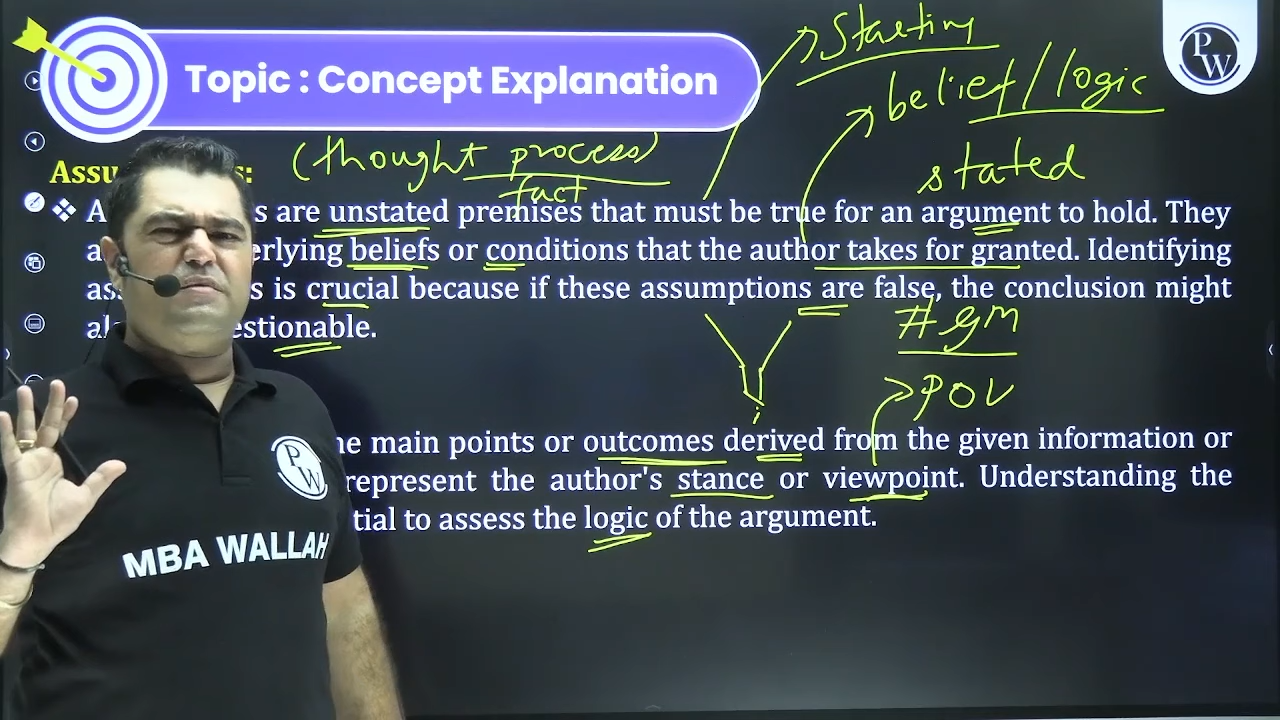 Starting
PW
Topic : Concept Explanation
belief/logic
(thought process)
stated
fact
Assu s:
❖ A s are unstated premises that must be true for an argument to hold. They
a erlying beliefs or conditions that the author takes for granted. Identifying
ass s is crucial because if these assumptions are false, the conclusion might
al estionable.
POV
he main points or outcomes derived from the given information or
represent the author's stance or viewpoint. Understanding the
tial to assess the logic of the argument.
PW
MBA WALLAH